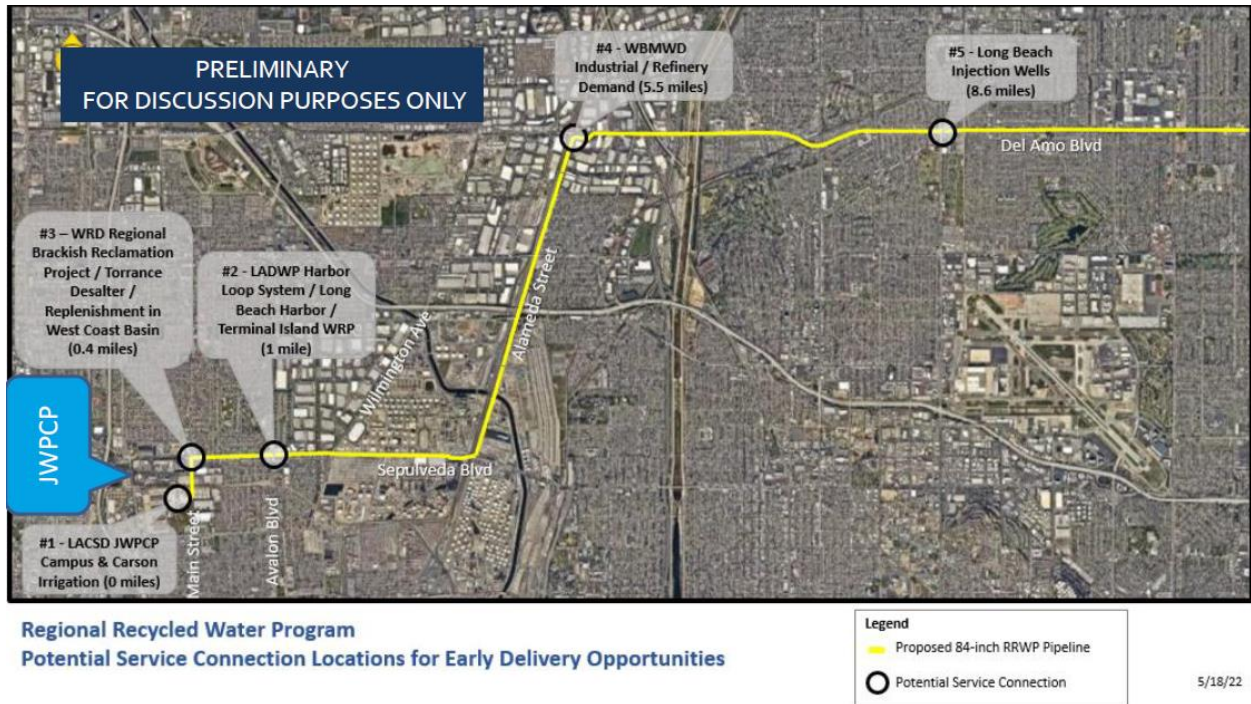 PRELIMINARY
FOR DISCUSSION PURPOSES ONLY
#4 - WBMWD
Industrial / Refinery
Demand (5.5 miles)
#5 - Long Beach
Injection Wells
(8.6 miles)
Del Amo Blvd
#3 – WRD Regional
Brackish Reclamation
Project / Torrance
Desalter /
Replenishment in
West Coast Basin
(0.4 miles)
#2 - LADWP Harbor
Loop System / Long
Beach Harbor /
Terminal Island WRP
(1 mile)
Wilmington Ave
Alameda Street
JWPCP
Sepulveda Blvd
#1 - LACSD JWPCP
Campus & Carson
Irrigation (0 miles)
Main Street
Avalon Blvd
Regional Recycled Water Program
Potential Service Connection Locations for Early Delivery Opportunities
Legend
Proposed 84-inch RRWP Pipeline
Potential Service Connection
5/18/22